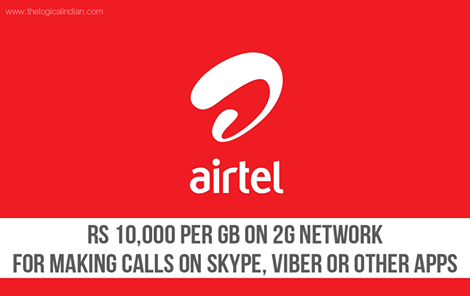 www.thelogicalindian.com
airtel
RS 10,000 PER GB ON 2G NETWORK
FOR MAKING CALLS ON SKYPE, VIBER OR OTHER APPS